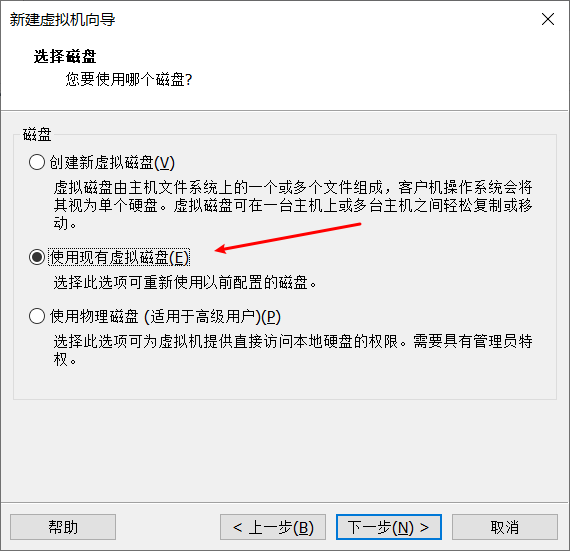 新建虚拟机向导
选择磁盘
您要使用哪个磁盘?
磁盘
创建新虚拟磁盘(V)
虚拟磁盘由主机文件系统上的一个或多个文件组成，客户机操作系统会将
其视为单个硬盘。虚拟磁盘可在一台主机上或多台主机之间轻松复制或移
动。
使用现有虚拟磁盘(E)
选择此选项可重新使用以前配置的磁盘。
使用物理磁盘 (适用于高级用户)(P)
选择此选项可为虚拟机提供直接访问本地硬盘的权限。需要具有管理员特
权。
帮助
< 上一步(B)
下一步(N) >
取消